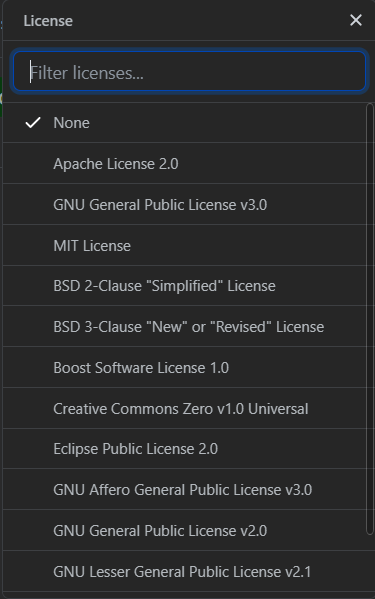 License
Filter licenses...
None
Apache License 2.0
GNU General Public License v3.0
MIT License
BSD 2-Clause "Simplified" License
BSD 3-Clause "New" or "Revised" License
Boost Software License 1.0
Creative Commons Zero v1.0 Universal
Eclipse Public License 2.0
GNU Affero General Public License v3.0
GNU General Public License v2.0
GNU Lesser General Public License v2.1